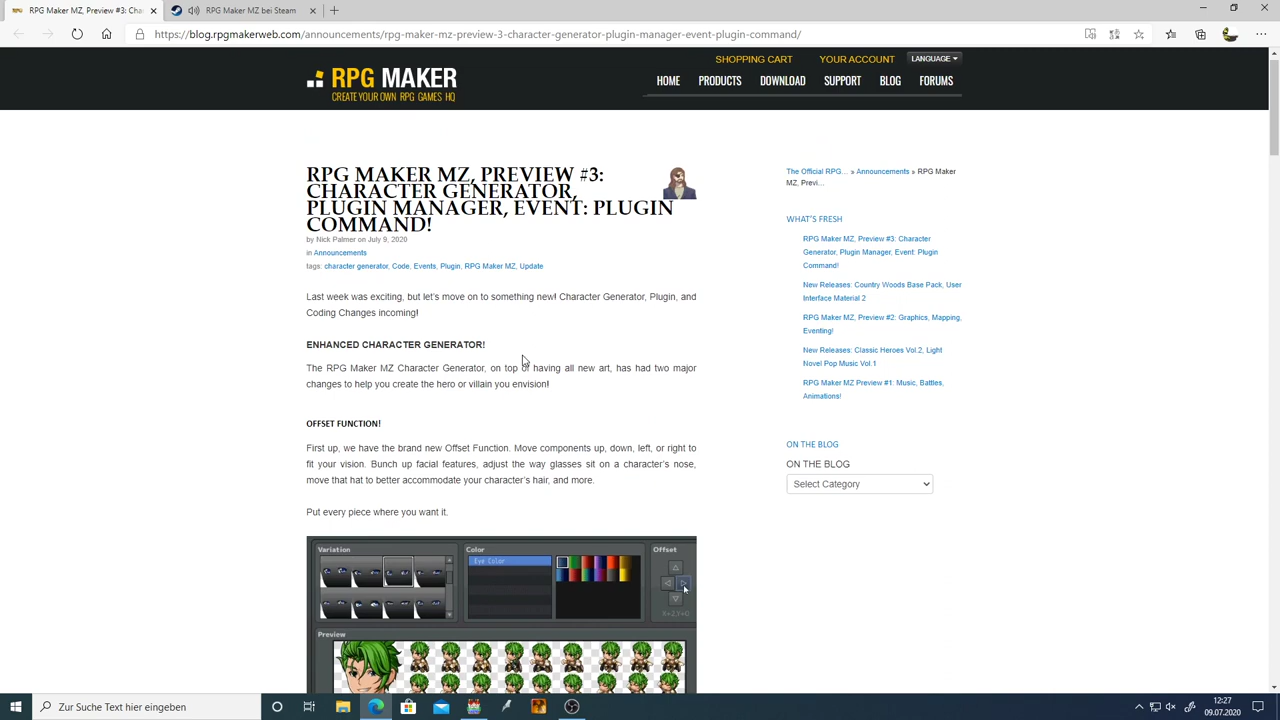 RPG Maker MZ, Preview #3: Char
RPG Maker MZ bei Steam
https://blog.rpgmakerweb.com/announcements/rpg-maker-mz-preview-3-character-generator-plugin-manager-event-plugin-command/
SHOPPING CART YOUR ACCOUNT LANGUAGE
RPG MAKER
CREATE YOUR OWN RPG GAMES HQ
HOME PRODUCTS DOWNLOAD SUPPORT BLOG FORUMS
RPG MAKER MZ, PREVIEW #3:
CHARACTER GENERATOR,
PLUGIN MANAGER, EVENT: PLUGIN
COMMAND!
by Nick Palmer on July 9, 2020
in Announcements
tags: character generator, Code, Events, Plugin, RPG Maker MZ, Update
Last week was exciting, but let's move on to something new! Character Generator, Plugin, and
Coding Changes incoming!
ENHANCED CHARACTER GENERATOR!
The RPG Maker MZ Character Generator, on top of having all new art, has had two major
changes to help you create the hero or villain you envision!
OFFSET FUNCTION!
First up, we have the brand new Offset Function. Move components up, down, left, or right to
fit your vision. Bunch up facial features, adjust the way glasses sit on a character's nose,
move that hat to better accommodate your character's hair, and more.
Put every piece where you want it.
Variation Color Offset
Eye Color
X+2,Y+0
Preview
The Official RPG... » Announcements » RPG Maker
MZ, Previ...
WHAT'S FRESH
RPG Maker MZ, Preview #3: Character
Generator, Plugin Manager, Event: Plugin
Command!
New Releases: Country Woods Base Pack, User
Interface Material 2
RPG Maker MZ, Preview #2: Graphics, Mapping,
Eventing!
New Releases: Classic Heroes Vol.2, Light
Novel Pop Music Vol.1
RPG Maker MZ Preview #1: Music, Battles,
Animations!
ON THE BLOG
ON THE BLOG
Select Category
Zur Suche Text hier eingeben
12:27
09.07.2020